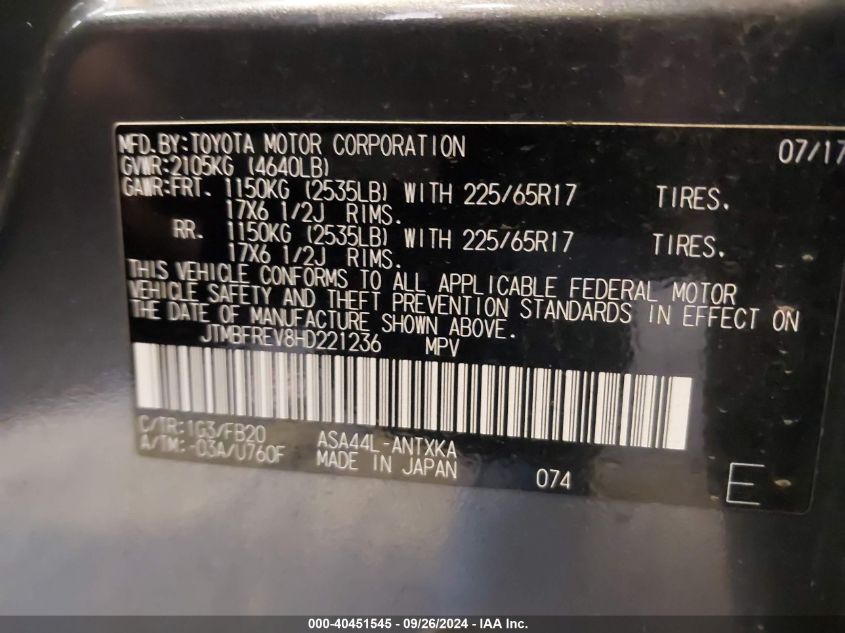 MFD.BY:TOYOTA MOTOR CORPORATION 07/17
GVWR:2105KG (4640LB)
GAWR:FRT. 1150KG (2535LB) WITH 225/65R17 TIRES.
17X6 1/2J RIMS.
RR. 1150KG (2535LB) WITH 225/65R17 TIRES.
17X6 1/2J RIMS.
THIS VEHICLE CONFORMS TO ALL APPLICABLE FEDERAL MOTOR
VEHICLE SAFETY AND THEFT PREVENTION STANDARDS IN EFFECT ON
THE DATE OF MANUFACTURE SHOWN ABOVE.
JTMBFREV8HD221236 MPV
C/TR:1G3/FB20 ASA44L-ANTXKA
A/TM:-03A/U760F MADE IN JAPAN 074 E
000-40451545 - 09/26/2024 - IAA Inc.